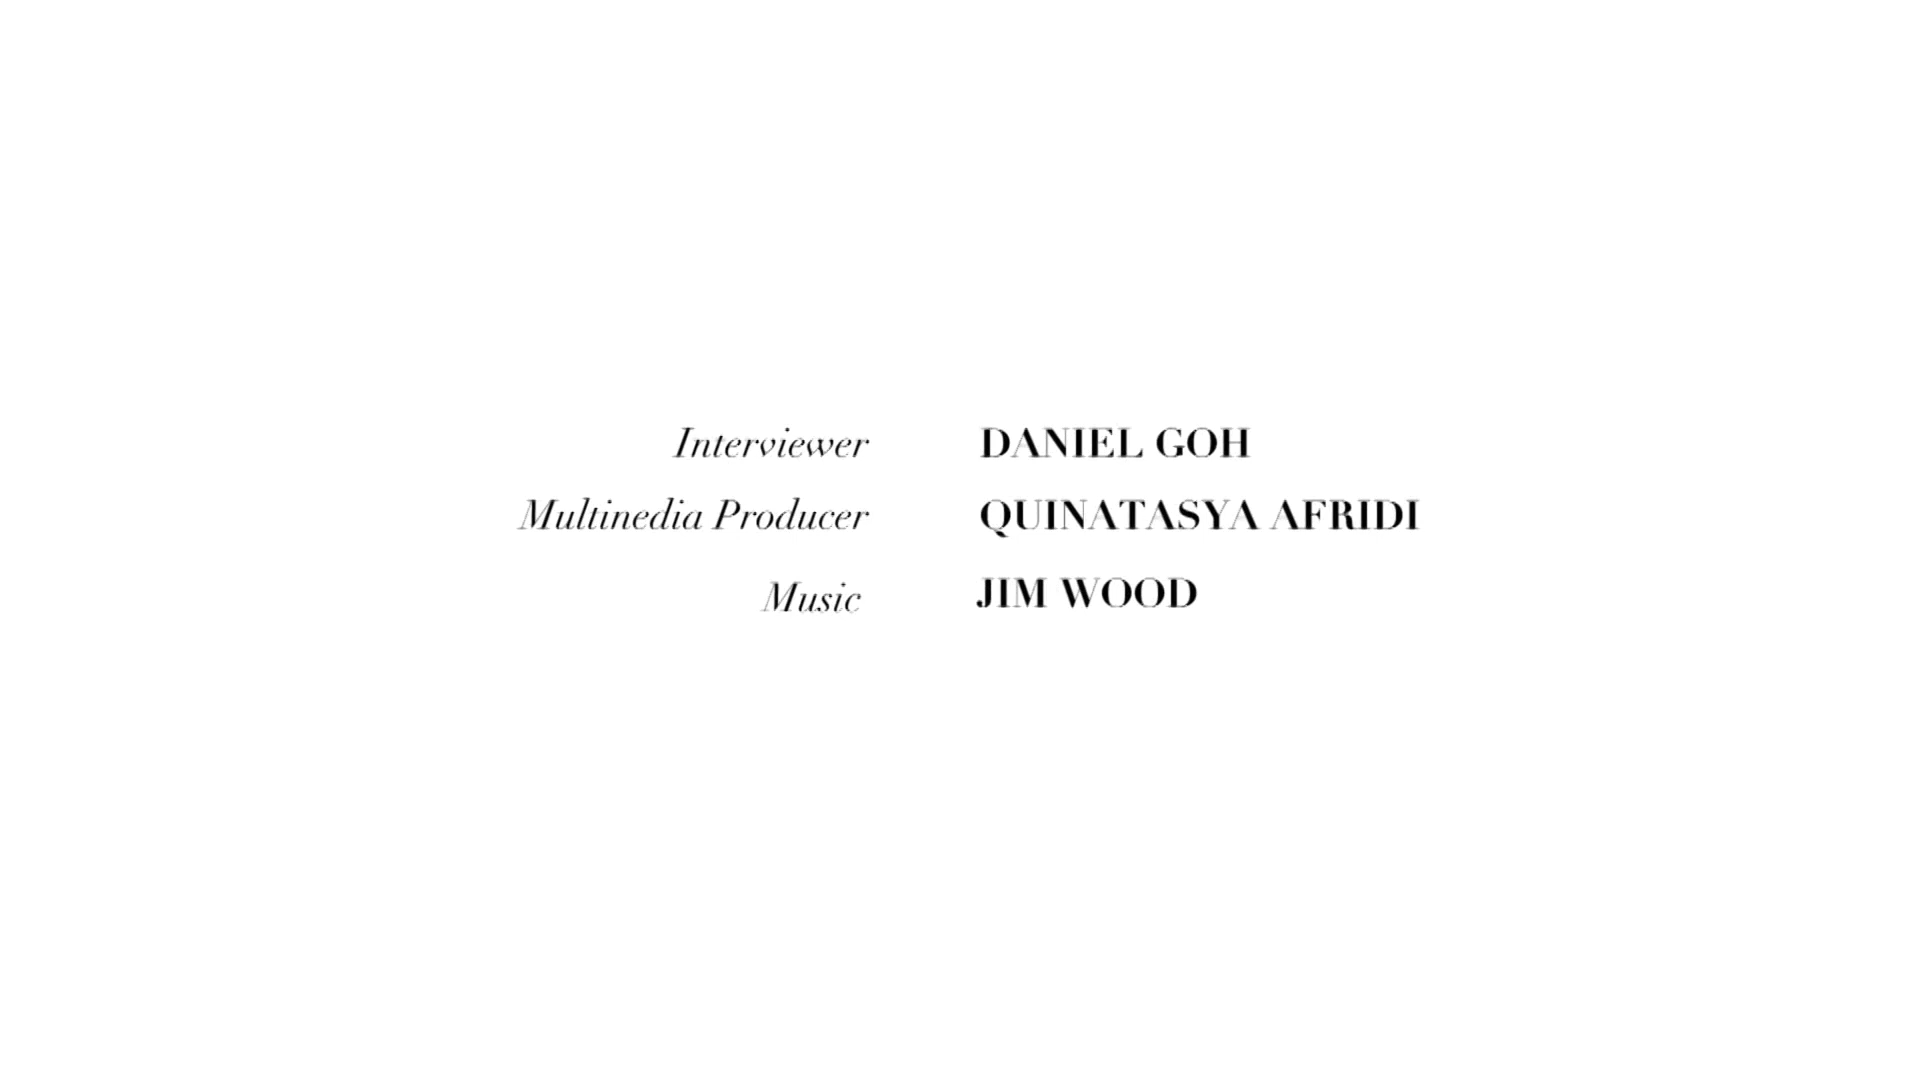 Interviewer DANIEL GOH
Multinedia Producer QUINATASYA AFRIDI
Music JIM WOOD